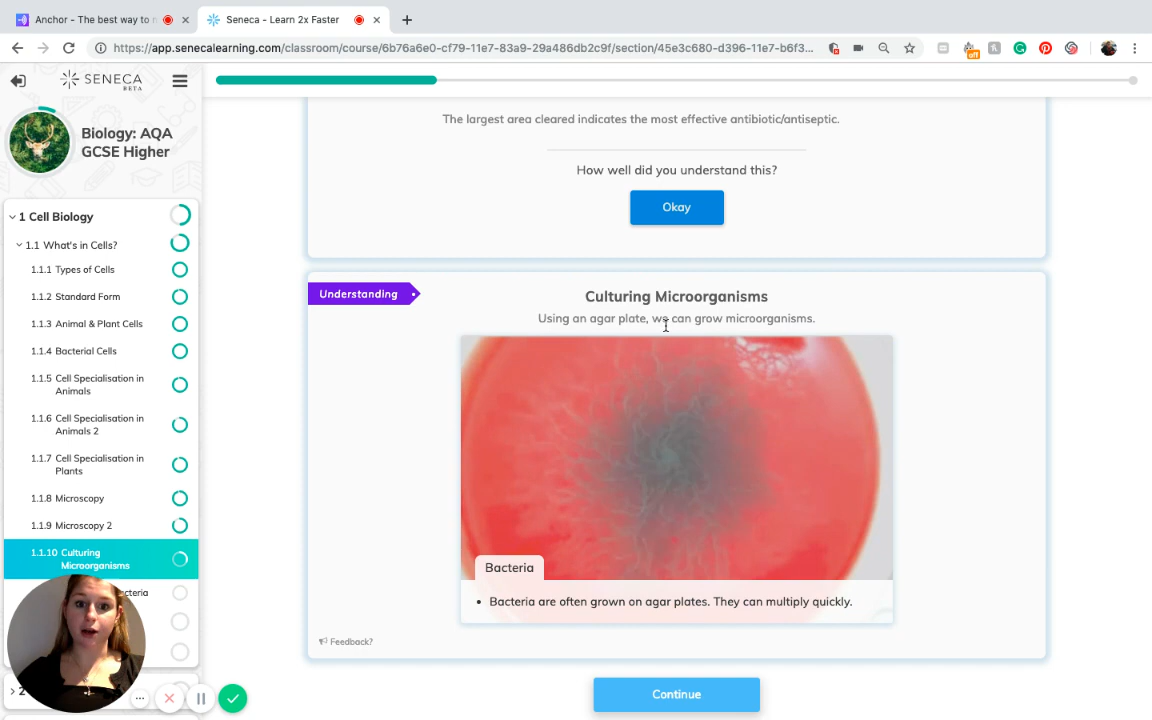 Anchor - The best way to
Seneca - Learn 2x Faster
https://app.senecalearning.com/classroom/course/6b76a6e0-cf79-11e7-83a9-29a486db2c9f/section/45e3c680-d396-11e7-b6f3...
off
SENECA
BETA
Biology: AQA
GCSE Higher
1 Cell Biology
1.1 What's in Cells?
1.1.1 Types of Cells
1.1.2 Standard Form
1.1.3 Animal & Plant Cells
1.1.4 Bacterial Cells
1.1.5 Cell Specialisation in
Animals
1.1.6 Cell Specialisation in
Animals 2
1.1.7 Cell Specialisation in
Plants
1.1.8 Microscopy
1.1.9 Microscopy 2
1.1.10 Culturing
Microorganisms
2
The largest area cleared indicates the most effective antibiotic/antiseptic.
How well did you understand this?
Okay
Understanding
Culturing Microorganisms
Using an agar plate, we can grow microorganisms.
Bacteria
• Bacteria are often grown on agar plates. They can multiply quickly.
Feedback?
Continue